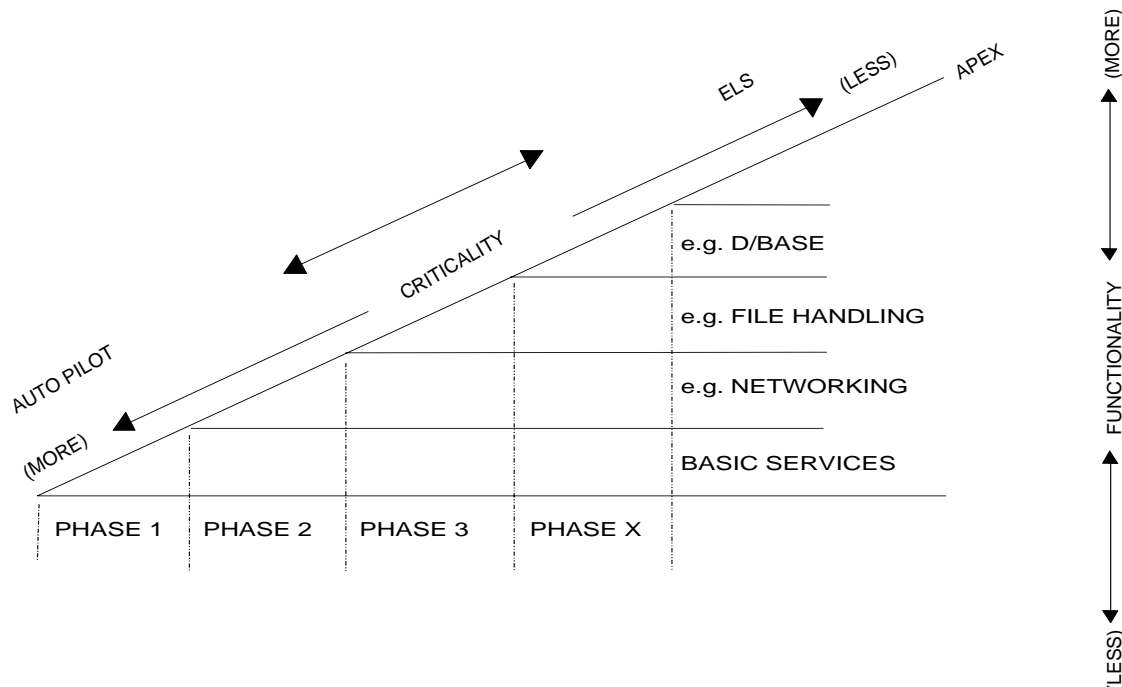 (MORE)
APEX
(LESS)
ELS
e.g. D/BASE
CRITICALITY
e.g. FILE HANDLING
FUNCTIONALITY
AUTO PILOT
e.g. NETWORKING
(MORE)
BASIC SERVICES
PHASE 1
PHASE 2
PHASE 3
PHASE X
(LESS)